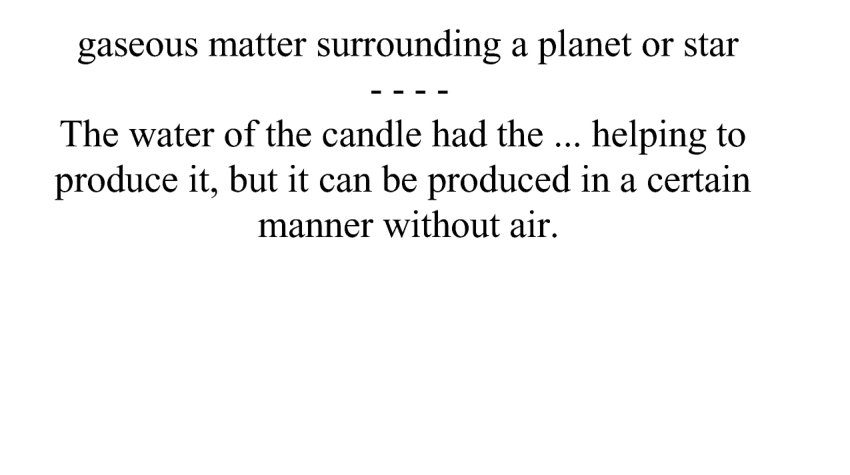 gaseous matter surrounding a planet or star
- - - -
The water of the candle had the ... helping to
produce it, but it can be produced in a certain
manner without air.